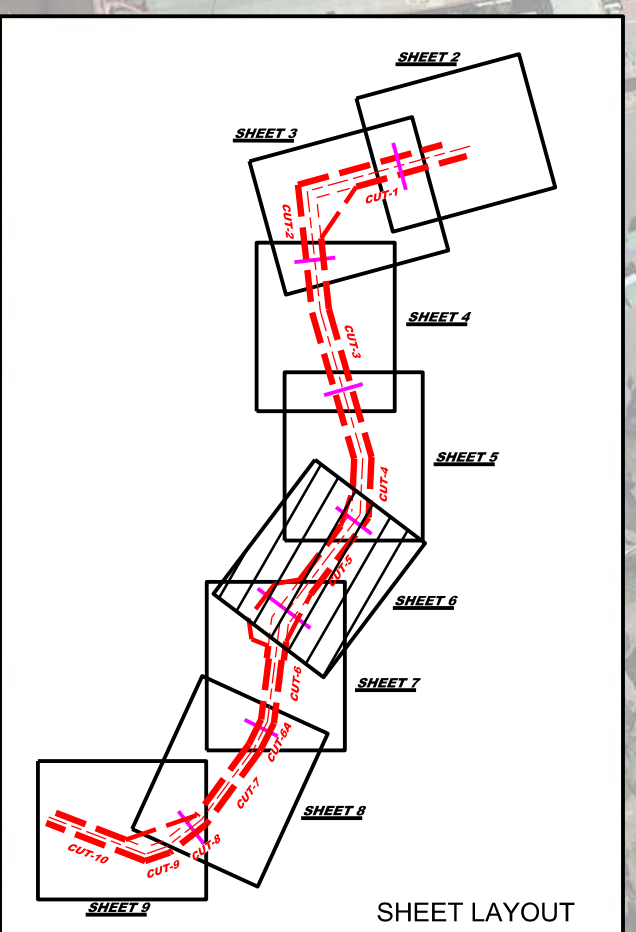 SHEET 2
SHEET 3
CUT-1
CUT-2
SHEET 4
CUT-3
SHEET 5
CUT-4
CUT-5
SHEET 6
CUT-6
SHEET 7
CUT-6A
CUT-7
SHEET 8
CUT-8
CUT-10
CUT-9
SHEET 9
SHEET LAYOUT